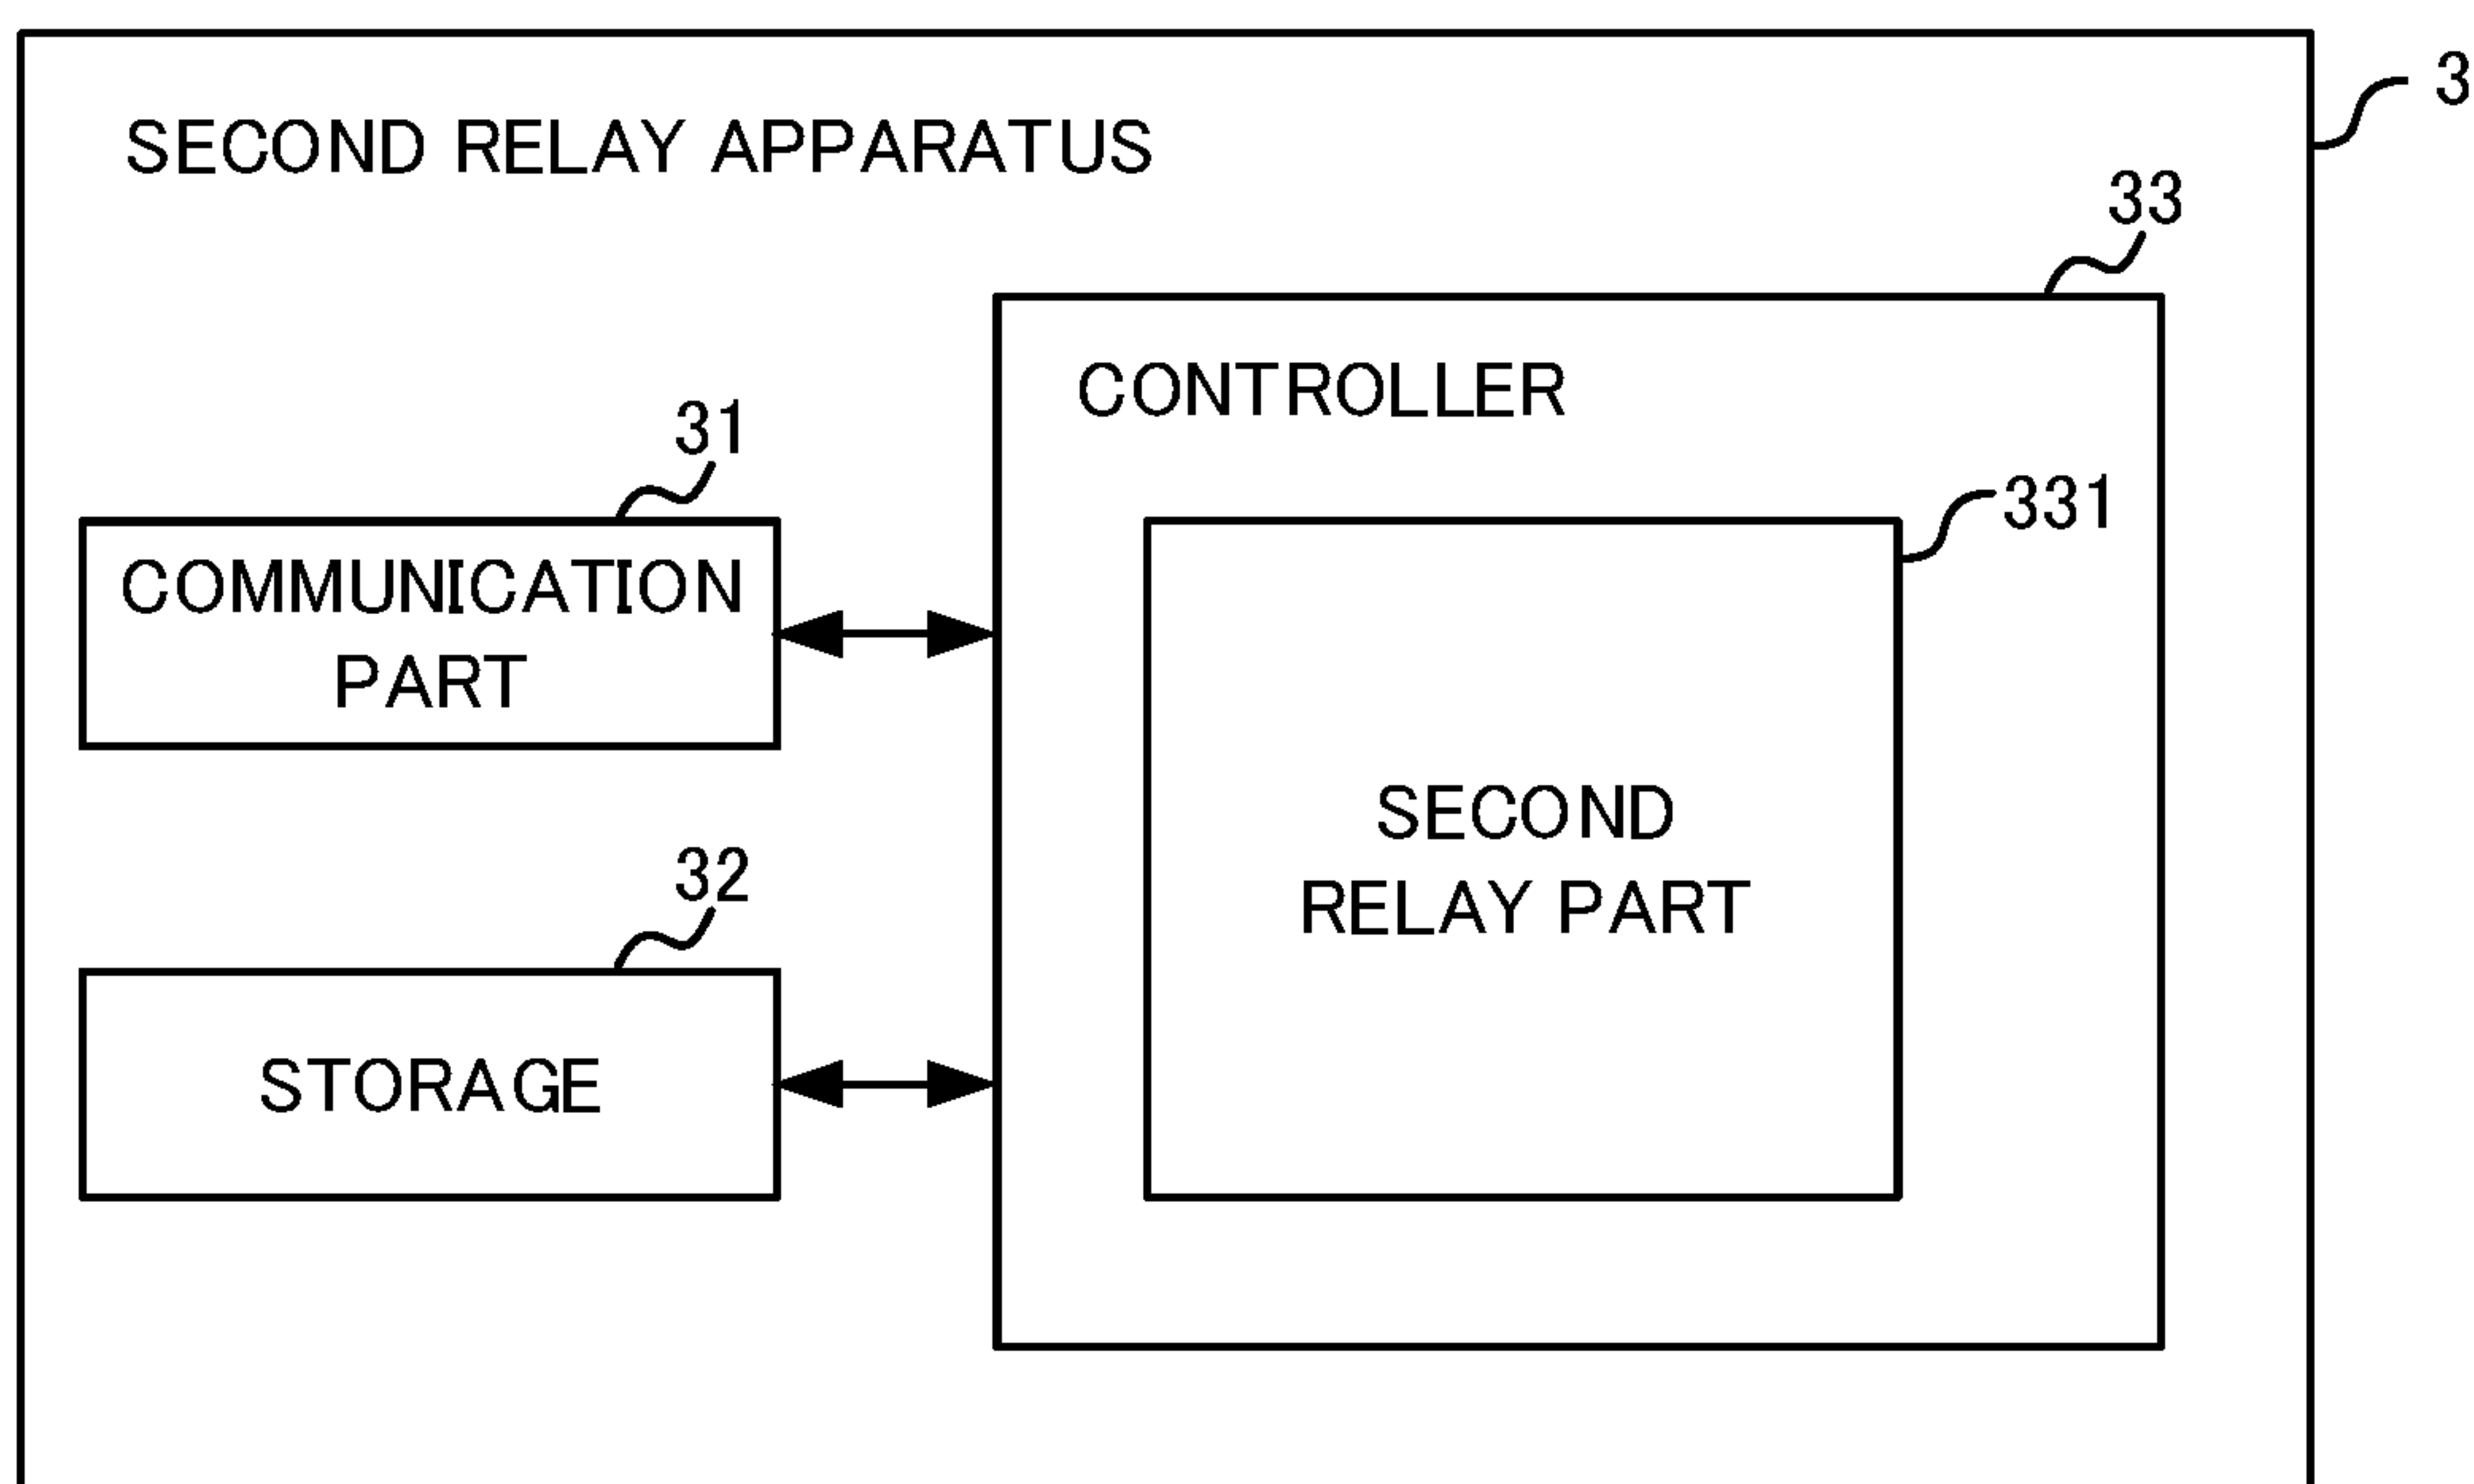 3
SECOND RELAY APPARATUS
33
CONTROLLER
31
331
COMMUNICATION
PART
SECOND
RELAY PART
32
STORAGE